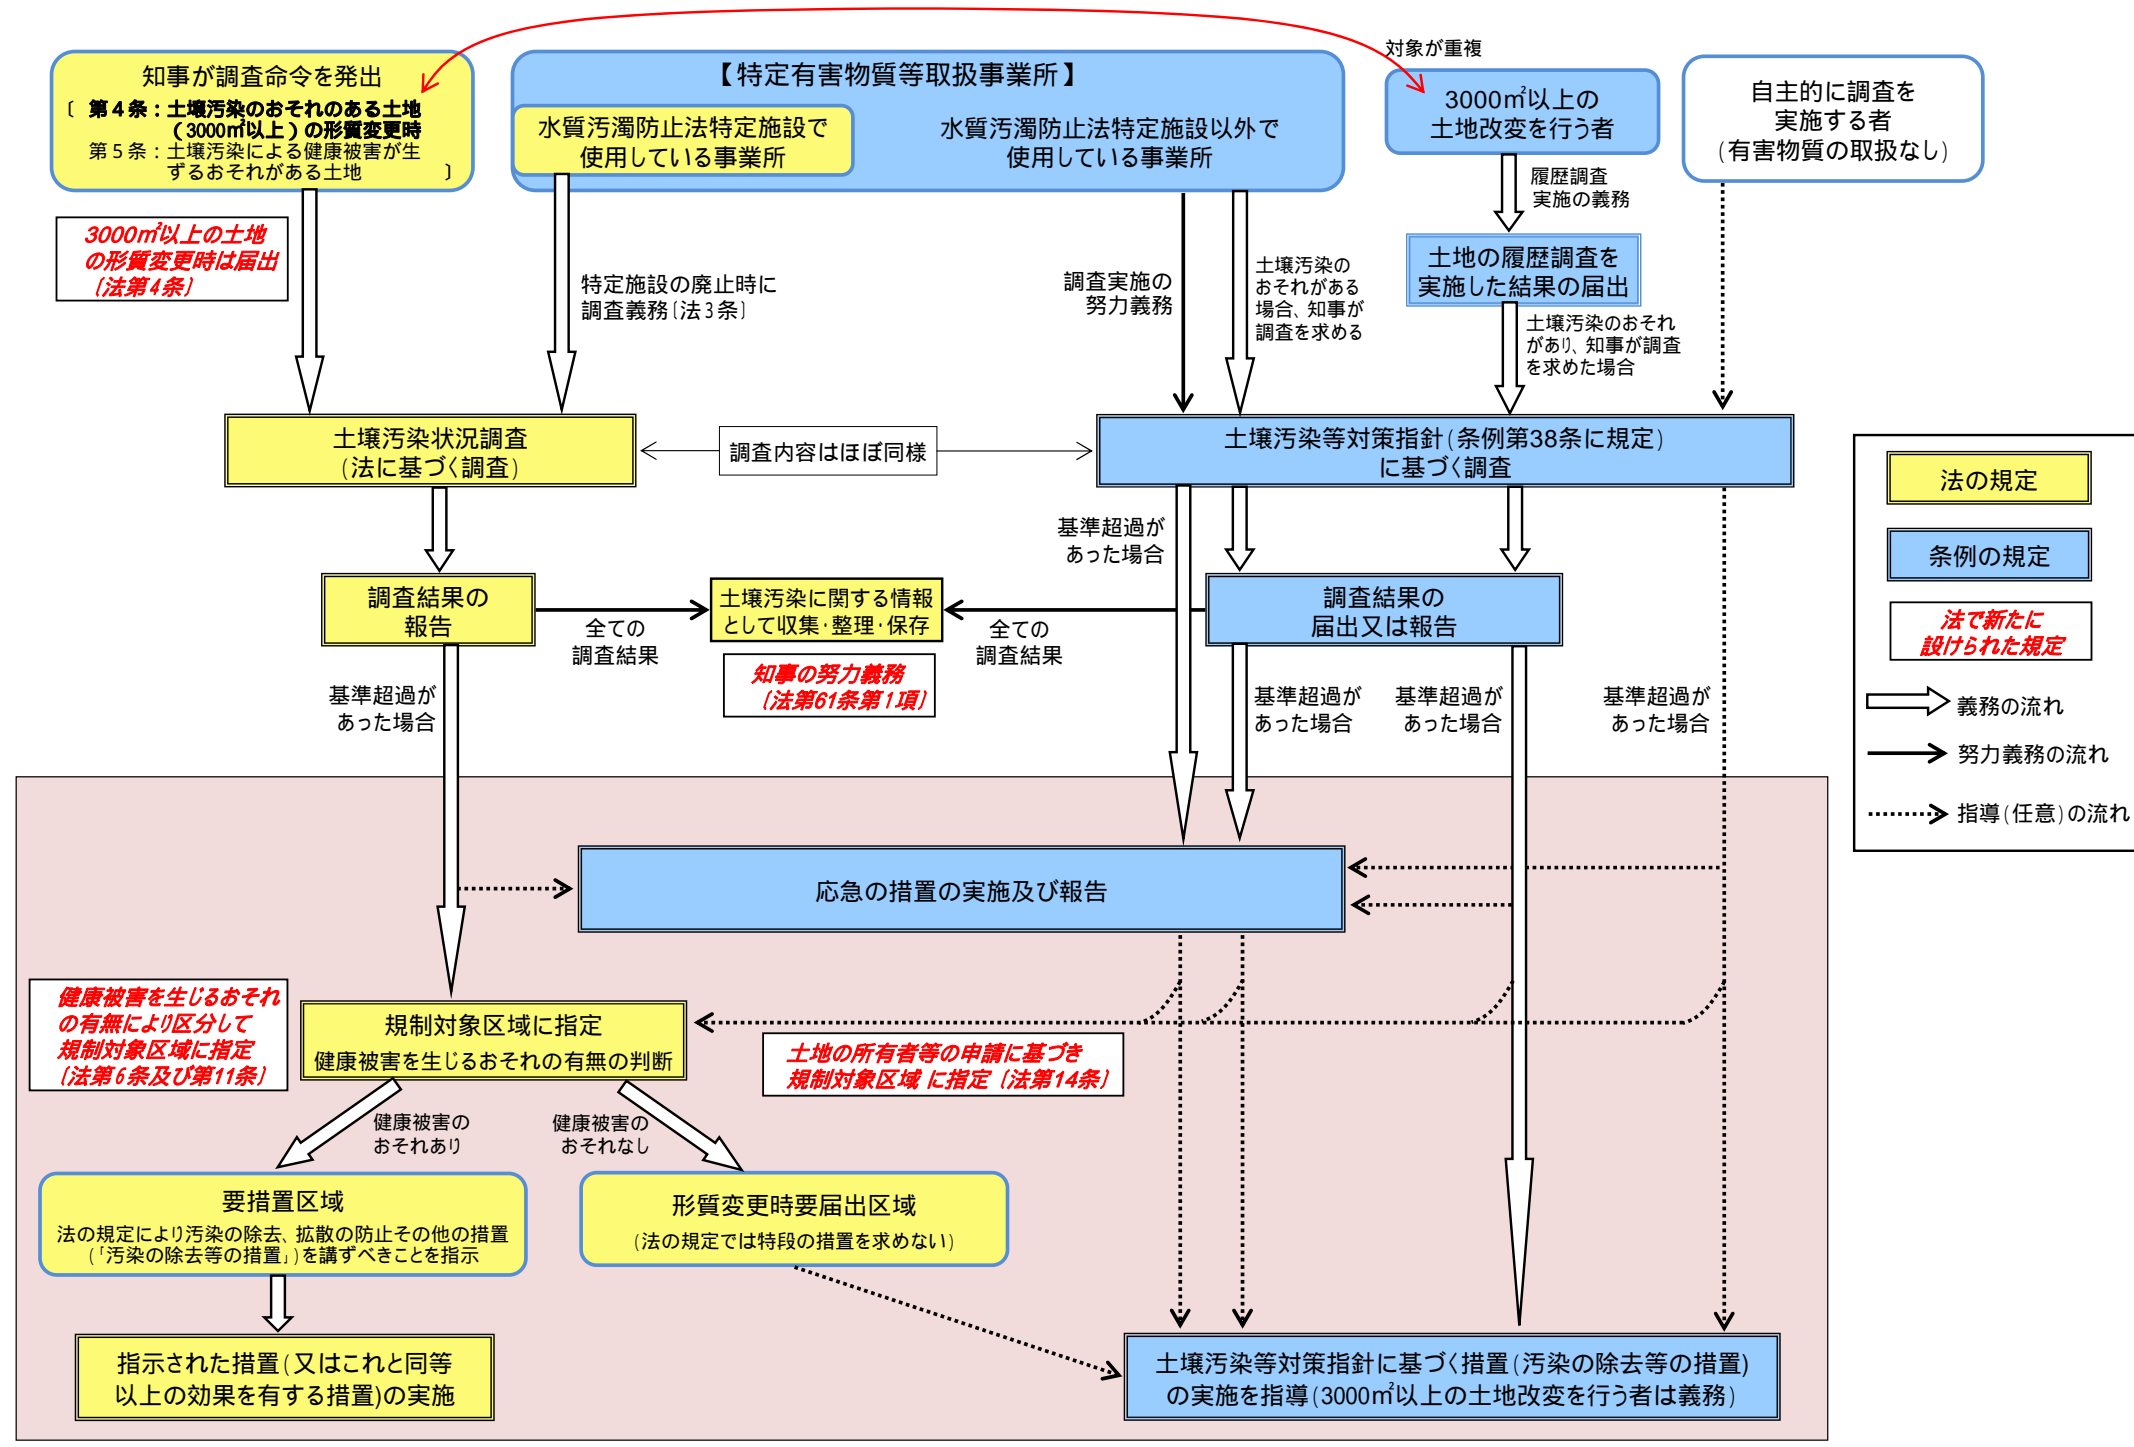 対象が重複
知事が調査命令を発出
〔 第4条：土壌汚染のおそれのある土地
（3000㎡以上）の形質変更時
第5条：土壌汚染による健康被害が生
ずるおそれがある土地 〕
【特定有害物質等取扱事業所】
水質汚濁防止法特定施設で
使用している事業所
水質汚濁防止法特定施設以外で
使用している事業所
3000㎡以上の
土地改変を行う者
自主的に調査を
実施する者
(有害物質の取扱なし)
履歴調査
実施の義務
3000㎡以上の土地
の形質変更時は届出
(法第4条)
特定施設の廃止時に
調査義務(法3条)
調査実施の
努力義務
土壌汚染の
おそれがある
場合、知事が
調査を求める
土地の履歴調査を
実施した結果の届出
土壌汚染のおそれ
があり、知事が調査
を求めた場合
土壌汚染状況調査
(法に基づく調査)
調査内容はほぼ同様
土壌汚染等対策指針(条例第38条に規定)
に基づく調査
法の規定
条例の規定
法で新たに
設けられた規定
義務の流れ
努力義務の流れ
指導(任意)の流れ
基準超過が
あった場合
調査結果の
報告
全ての
調査結果
土壌汚染に関する情報
として収集･整理･保存
全ての
調査結果
調査結果の
届出又は報告
知事の努力義務
(法第61条第1項)
基準超過が
あった場合
基準超過が
あった場合
基準超過が
あった場合
基準超過が
あった場合
応急の措置の実施及び報告
健康被害を生じるおそれ
の有無により区分して
規制対象区域に指定
(法第6条及び第11条)
規制対象区域に指定
健康被害を生じるおそれの有無の判断
土地の所有者等の申請に基づき
規制対象区域 に指定 (法第14条)
健康被害の
おそれあり
健康被害の
おそれなし
要措置区域
法の規定により汚染の除去、拡散の防止その他の措置
(｢汚染の除去等の措置｣)を講ずべきことを指示
形質変更時要届出区域
(法の規定では特段の措置を求めない)
指示された措置(又はこれと同等
以上の効果を有する措置)の実施
土壌汚染等対策指針に基づく措置(汚染の除去等の措置)
の実施を指導(3000㎡以上の土地改変を行う者は義務)